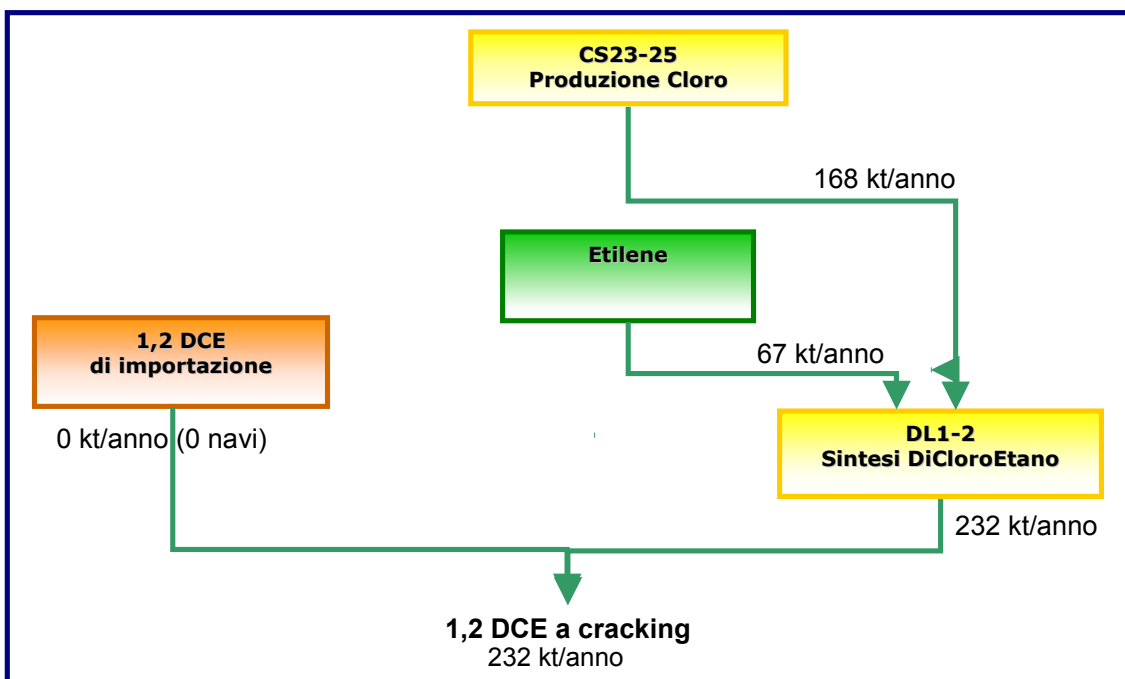 CS23-25
Produzione Cloro
168 kt/anno
Etilene
67 kt/anno
1,2 DCE
di importazione
0 kt/anno (0 navi)
DL1-2
Sintesi DiCloroEtano
232 kt/anno
1,2 DCE a cracking
232 kt/anno